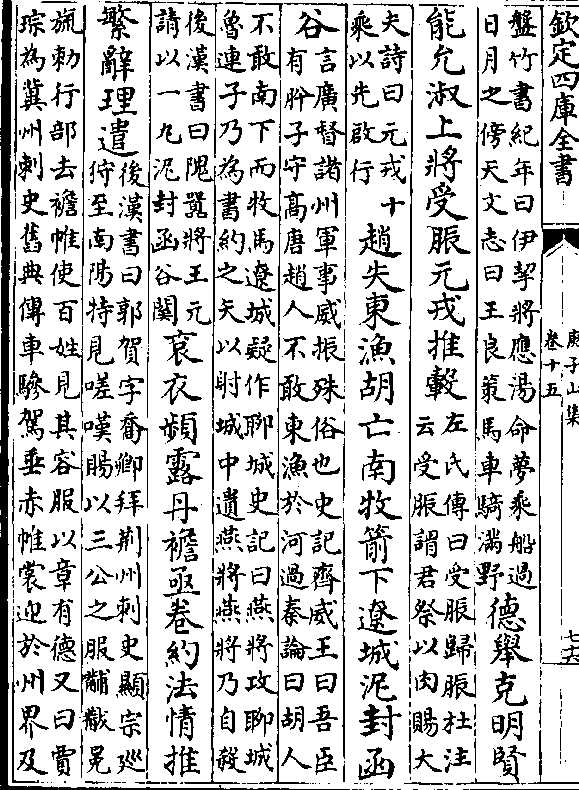 欽定四庫全書
庾子山集
卷十五
盤竹書紀年曰伊摯將應湯命夢乘船過
日月之傍天文志曰王良策馬車騎滿野
德舉克明賢
能允淑上將受脤元戎推轂
左氏傳曰受脤歸脤杜注
云受脤謂君祭以肉賜大
夫詩曰元戎十
乘以先啟行
趙失東漁胡亡南牧箭下遼城泥封函
谷
言廣督諸州軍事威振殊俗也史記齊威王曰吾臣
有肦子守高唐趙人不敢東漁於河過秦論曰胡人
不敢南下而牧馬遼城疑作聊城史記曰燕將攻聊城
魯連子乃為書約之矢以射城中遺燕將燕將乃自殺
後漢書曰隗囂將王元
請以一丸泥封函谷關
衮衣頻露丹襜亟卷約法情推
繁辭理遣
後漢書曰郭賀字喬卿拜荆州刺史顯宗廵
狩至南陽特見嗟嘆賜以三公之服黼黻冕
旒勅行部去襜帷使百姓見其容服以章有德又曰賈
琮為冀州刺史舊典傳車驂駕垂赤帷裳迎於州界及